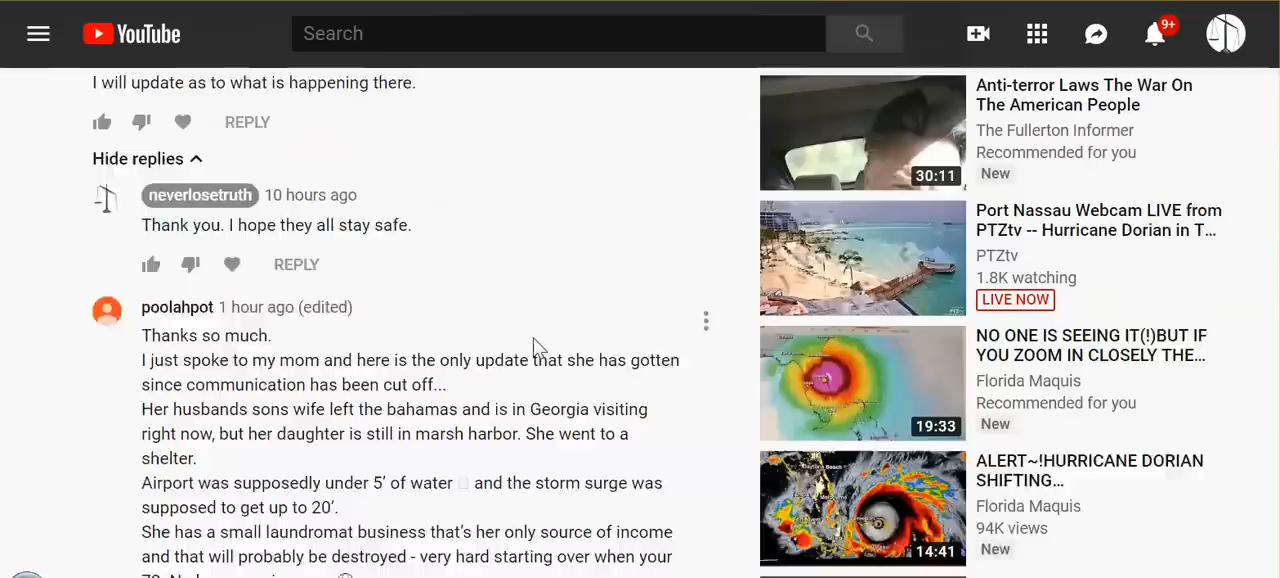 YouTube
Search
9+
I will update as to what is happening there.
REPLY
Hide replies
neverlosetruth 10 hours ago
Thank you. I hope they all stay safe.
REPLY
poolahpot 1 hour ago (edited)
Thanks so much.
I just spoke to my mom and here is the only update that she has gotten
since communication has been cut off...
Her husbands sons wife left the bahamas and is in Georgia visiting
right now, but her daughter is still in marsh harbor. She went to a
shelter.
Airport was supposedly under 5’ of water and the storm surge was
supposed to get up to 20’.
She has a small laundromat business that’s her only source of income
and that will probably be destroyed - very hard starting over when your
30:11
Anti-terror Laws The War On
The American People
The Fullerton Informer
Recommended for you
New
Port Nassau Webcam LIVE from
PTZtv -- Hurricane Dorian in T...
PTZtv
1.8K watching
LIVE NOW
19:33
NO ONE IS SEEING IT(!)BUT IF
YOU ZOOM IN CLOSELY THE...
Florida Maquis
Recommended for you
New
14:41
ALERT~!HURRICANE DORIAN
SHIFTING...
Florida Maquis
94K views
New